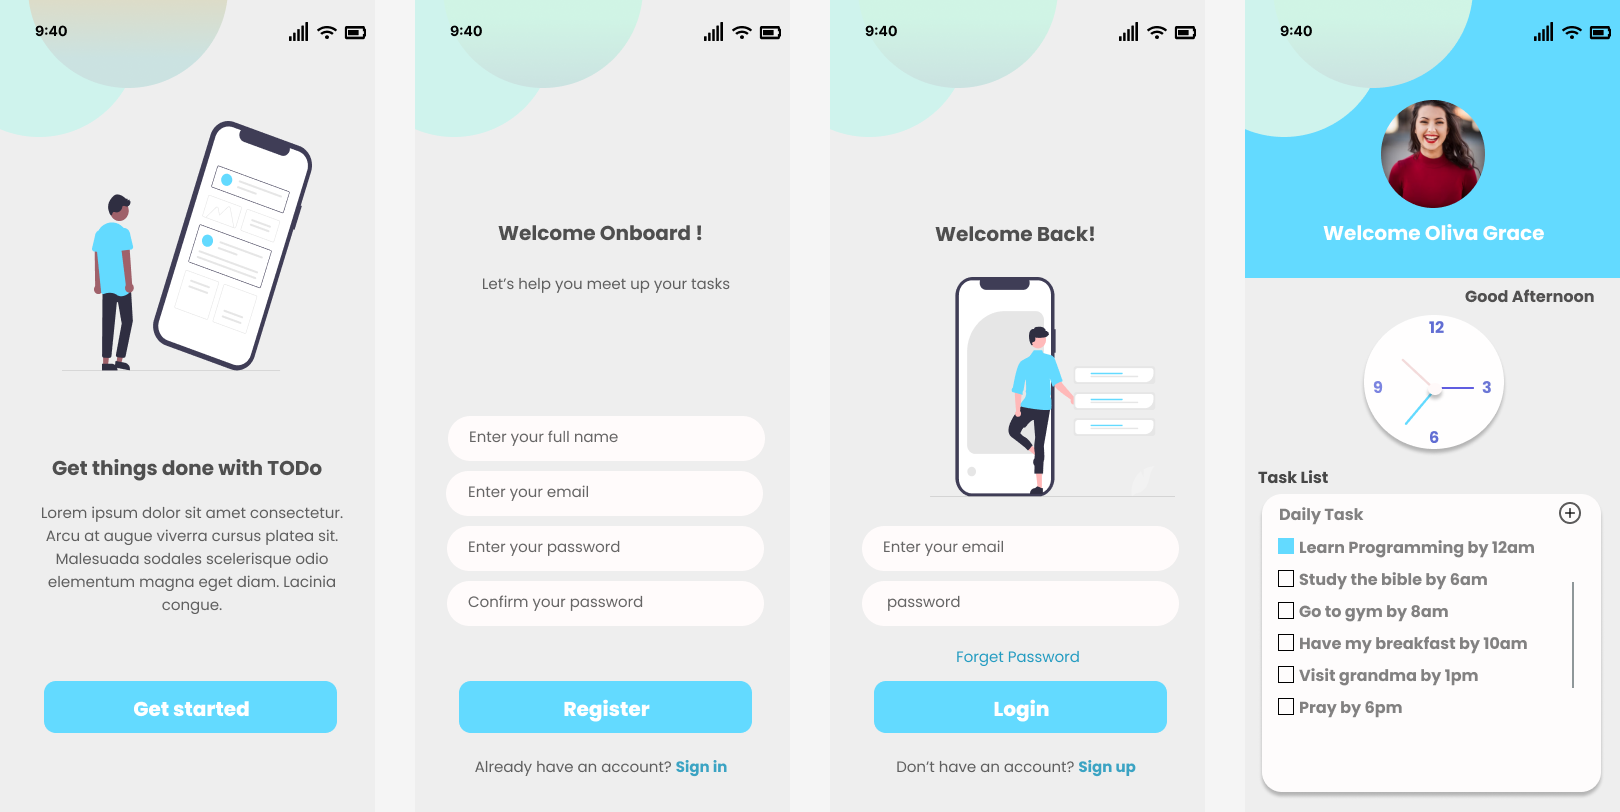 9:40
Get things done with TODo
Lorem ipsum dolor sit amet consectetur.
Arcu at augue viverra cursus platea sit.
Malesuada sodales scelerisque odio
elementum magna eget diam. Lacinia
congue.
Get started
9:40
Welcome Onboard !
Let’s help you meet up your tasks
Enter your full name
Enter your email
Enter your password
Confirm your password
Register
Already have an account? Sign in
9:40
Welcome Back!
Enter your email
password
Forget Password
Login
Don’t have an account? Sign up
9:40
Welcome Oliva Grace
Good Afternoon
12
9
3
6
Task List
Daily Task
Learn Programming by 12am
Study the bible by 6am
Go to gym by 8am
Have my breakfast by 10am
Visit grandma by 1pm
Pray by 6pm